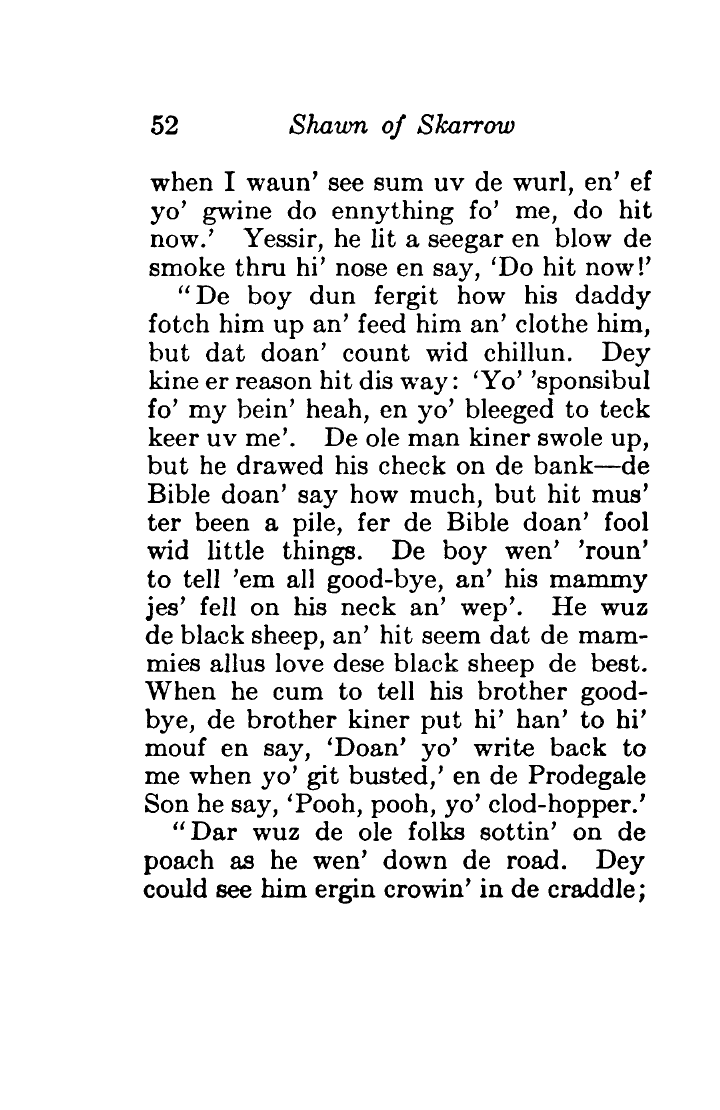 52 Shawn of Skarrow
when I waun' see sum uv de wurl, en' ef
yo' gwine do ennything fo' me, do hit
now.' Yessir, he lit a seegar en blow de
smoke thru hi' nose en say, 'Do hit now!'
"De boy dun fergit how his daddy
fotch him up an' feed him an' clothe him,
but dat doan' count wid chillun. Dey
kine er reason hit dis way: 'Yo' 'sponsibul
fo' my bein' heah, en yo' bleeged to teck
keer uv me'. De ole man kiner swole up,
but he drawed his check on de bank—de
Bible doan' say how much, but hit mus'
ter been a pile, fer de Bible doan' fool
wid little things. De boy wen' 'roun'
to tell 'em all good-bye, an' his mammy
jes' fell on his neck an' wep'. He wuz
de black sheep, an' hit seem dat de mam-
mies allus love dese black sheep de best.
When he cum to tell his brother good-
bye, de brother kiner put hi' han' to hi'
mouf en say, 'Doan' yo' write back to
me when yo' git busted,' en de Prodegale
Son he say, 'Pooh, pooh, yo' clod-hopper.'
"Dar wuz de ole folks sottin' on de
poach as he wen' down de road. Dey
could see him ergin crowin' in de craddle;